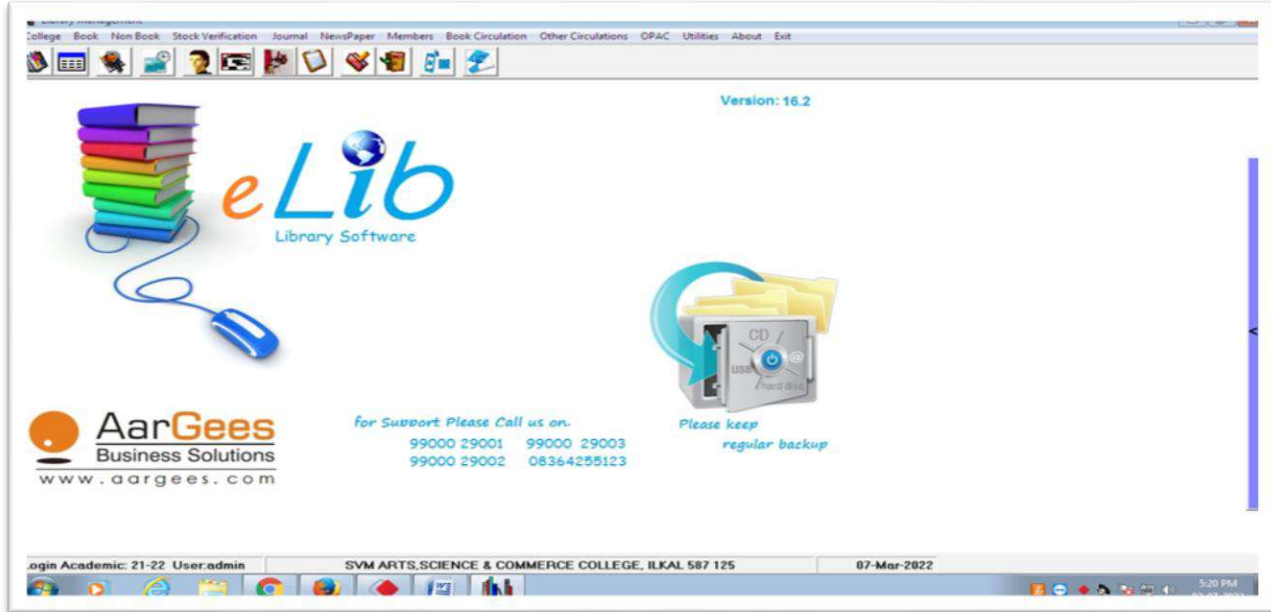 Library Management
College Book Non Book Stock Verification Journal NewsPaper Members Book Circulation Other Circulations OPAC Utilities About Exit
Version: 16.2
eLib
Library Software
CD
USB @
hard disc
AarGees
Business Solutions
www.aargees.com
for Support Please Call us on.
99000 29001 99000 29003
99000 29002 08364255123
Please keep
regular backup
ogin Academic: 21-22 User:admin SVM ARTS,SCIENCE & COMMERCE COLLEGE, ILKAL 587 125 07-Mar-2022
5:20 PM